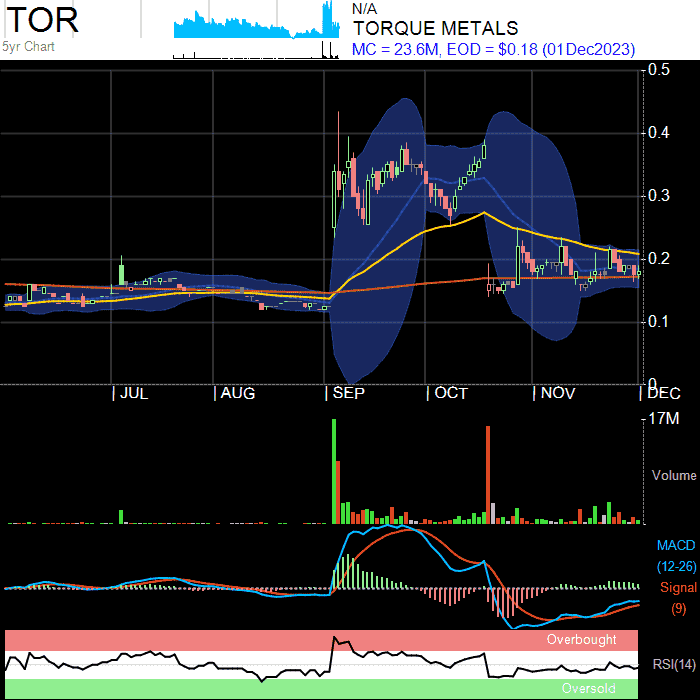 TOR
5yr Chart
N/A
TORQUE METALS
MC = 23.6M, EOD = $0.18 (01Dec2023)
0.5
0.4
0.3
0.2
0.1
0
JUL
AUG
SEP
OCT
NOV
DEC
17M
Volume
MACD
(12-26)
Signal
(9)
Overbought
RSI(14)
Oversold